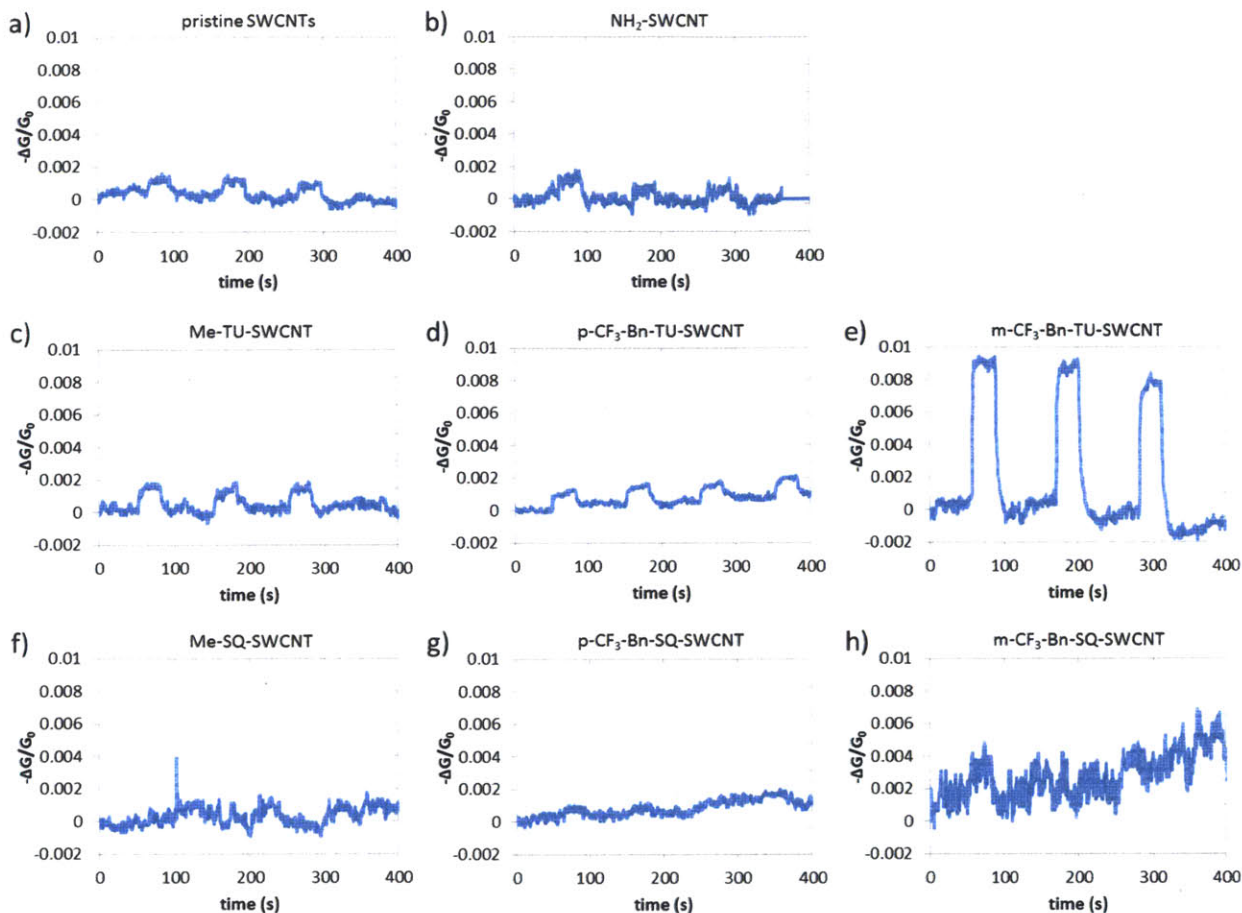 a) pristine SWCNTs
0.01
0.008
0.006
0.004
0.002
0
-0.002
-ΔG/G₀
0 100 200 300 400
time (s)
b) NH₂-SWCNT
0.01
0.008
0.006
0.004
0.002
0
-0.002
-ΔG/G₀
0 100 200 300 400
time (s)
c) Me-TU-SWCNT
0.01
0.008
0.006
0.004
0.002
0
-0.002
-ΔG/G₀
0 100 200 300 400
time (s)
d) p-CF₃-Bn-TU-SWCNT
0.01
0.008
0.006
0.004
0.002
0
-0.002
-ΔG/G₀
0 100 200 300 400
time (s)
e) m-CF₃-Bn-TU-SWCNT
0.01
0.008
0.006
0.004
0.002
0
-0.002
-ΔG/G₀
0 100 200 300 400
time (s)
f) Me-SQ-SWCNT
0.01
0.008
0.006
0.004
0.002
0
-0.002
-ΔG/G₀
0 100 200 300 400
time (s)
g) p-CF₃-Bn-SQ-SWCNT
0.01
0.008
0.006
0.004
0.002
0
-0.002
-ΔG/G₀
0 100 200 300 400
time (s)
h) m-CF₃-Bn-SQ-SWCNT
0.01
0.008
0.006
0.004
0.002
0
-0.002
-ΔG/G₀
0 100 200 300 400
time (s)